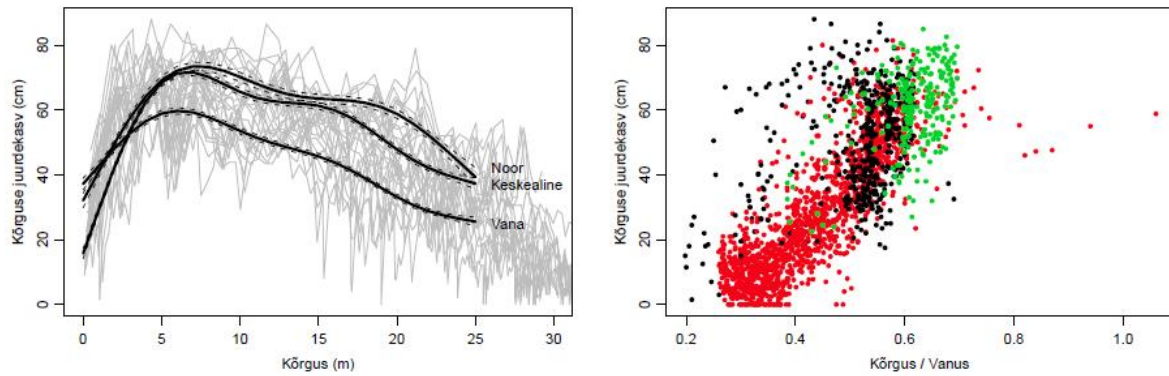 Kõrguse juurdekasv (cm)
80
60
40
20
0
Noor
Keskealine
Vana
0 5 10 15 20 25 30
Kõrgus (m)
Kõrguse juurdekasv (cm)
80
60
40
20
0
0.2 0.4 0.6 0.8 1.0
Kõrgus / Vanus